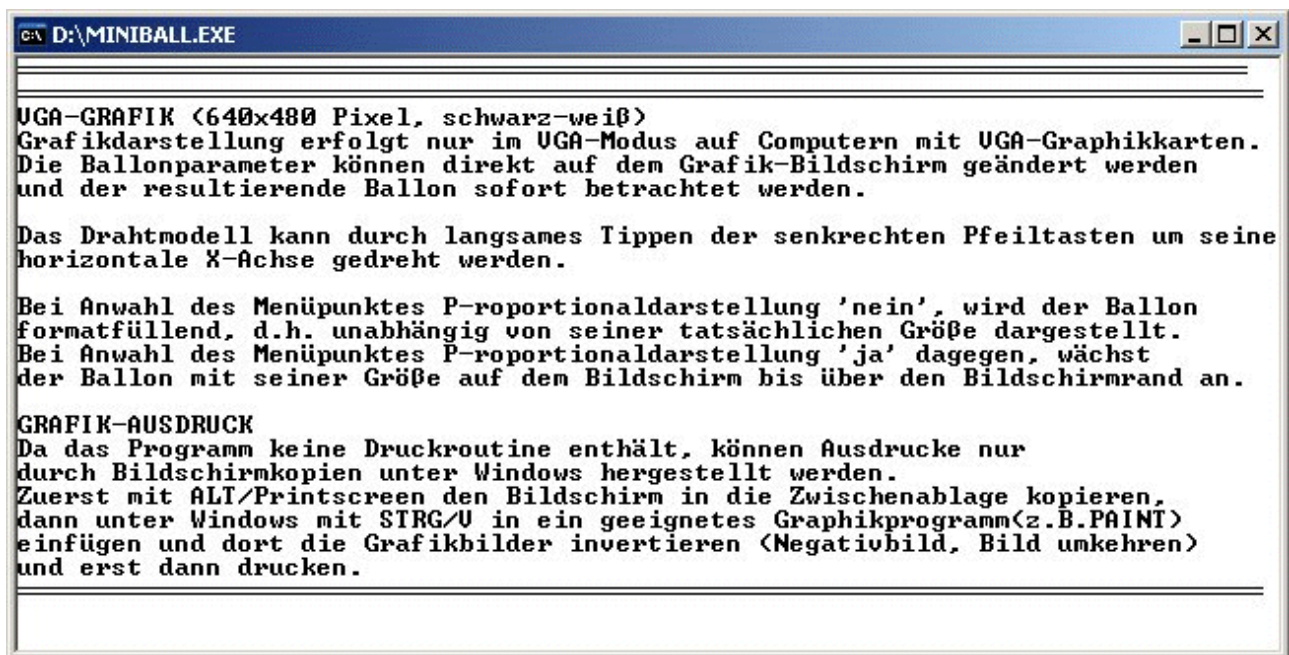 D:\MINIBALL.EXE
VGA-GRAFIK (640x480 Pixel, schwarz-weiß)
Grafikdarstellung erfolgt nur im VGA-Modus auf Computern mit VGA-Graphikkarten.
Die Ballonparameter können direkt auf dem Grafik-Bildschirm geändert werden
und der resultierende Ballon sofort betrachtet werden.
Das Drahtmodell kann durch langsames Tippen der senkrechten Pfeiltasten um seine
horizontale X-Achse gedreht werden.
Bei Anwahl des Menüpunktes P-roportionaldarstellung 'nein', wird der Ballon
formatfüllend, d.h. unabhängig von seiner tatsächlichen Größe dargestellt.
Bei Anwahl des Menüpunktes P-roportionaldarstellung 'ja' dagegen, wächst
der Ballon mit seiner Größe auf dem Bildschirm bis über den Bildschirmrand an.
GRAFIK-AUSDRUCK
Da das Programm keine Druckroutine enthält, können Ausdrucke nur
durch Bildschirmkopien unter Windows hergestellt werden.
Zuerst mit ALT/Printscreen den Bildschirm in die Zwischenablage kopieren,
dann unter Windows mit STRG/V in ein geeignetes Graphikprogramm(z.B.PAINT)
einfügen und dort die Grafikbilder invertieren (Negativbild, Bild umkehren)
und erst dann drucken.